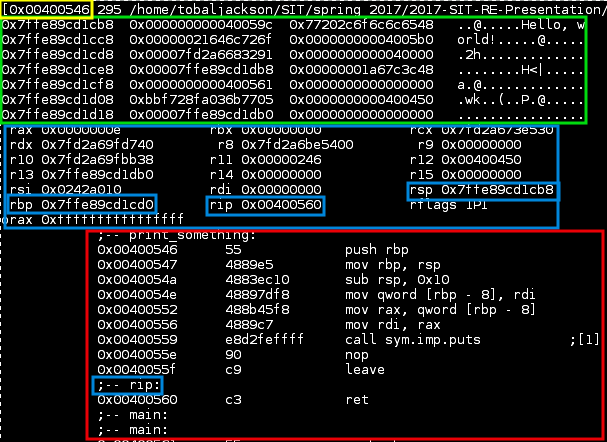 [0x00400546 295 /home/tobaljackson/SIT/spring_2017/2017-SIT-RE-Presentation/
0x7ffe89cd1cb8 0x000000000040059c 0x77202c6f6c6c6548 ..@.....Hello, w
0x7ffe89cd1cc8 0x00000021646c726f 0x00000000004005b0 orld!.....@.....
0x7ffe89cd1cd8 0x00007fd2a6683291 0x0000000000040000 .2h.............
0x7ffe89cd1ce8 0x00007ffe89cd1db8 0x00000001a67c3c48 ........H<|.....
0x7ffe89cd1cf8 0x0000000000400561 0x0000000000000000 a.@.............
0x7ffe89cd1d08 0xbbf728fa036b7705 0x0000000000400450 .wk..(..P.@.....
0x7ffe89cd1d18 0x00007ffe89cd1db0 0x0000000000000000 ................
rax 0x0000000e rbx 0x00000000 rcx 0x7fd2a673e530
rdx 0x7fd2a69fd740 r8 0x7fd2a6be5400 r9 0x00000000
r10 0x7fd2a69fbb38 r11 0x00000246 r12 0x00400450
r13 0x7ffe89cd1db0 r14 0x00000000 r15 0x00000000
rsi 0x0242a010 rdi 0x00000000 rsp 0x7ffe89cd1cb8
rbp 0x7ffe89cd1cd0 rip 0x00400560 rflags 1PI
orax 0xffffffffffffffff
;-- print_something:
0x00400546 55 push rbp
0x00400547 4889e5 mov rbp, rsp
0x0040054a 4883ec10 sub rsp, 0x10
0x0040054e 48897df8 mov qword [rbp - 8], rdi
0x00400552 488b45f8 mov rax, qword [rbp - 8]
0x00400556 4889c7 mov rdi, rax
0x00400559 e8d2feffff call sym.imp.puts ;[1]
0x0040055e 90 nop
0x0040055f c9 leave
;-- rip:
0x00400560 c3 ret
;-- main:
;-- main: